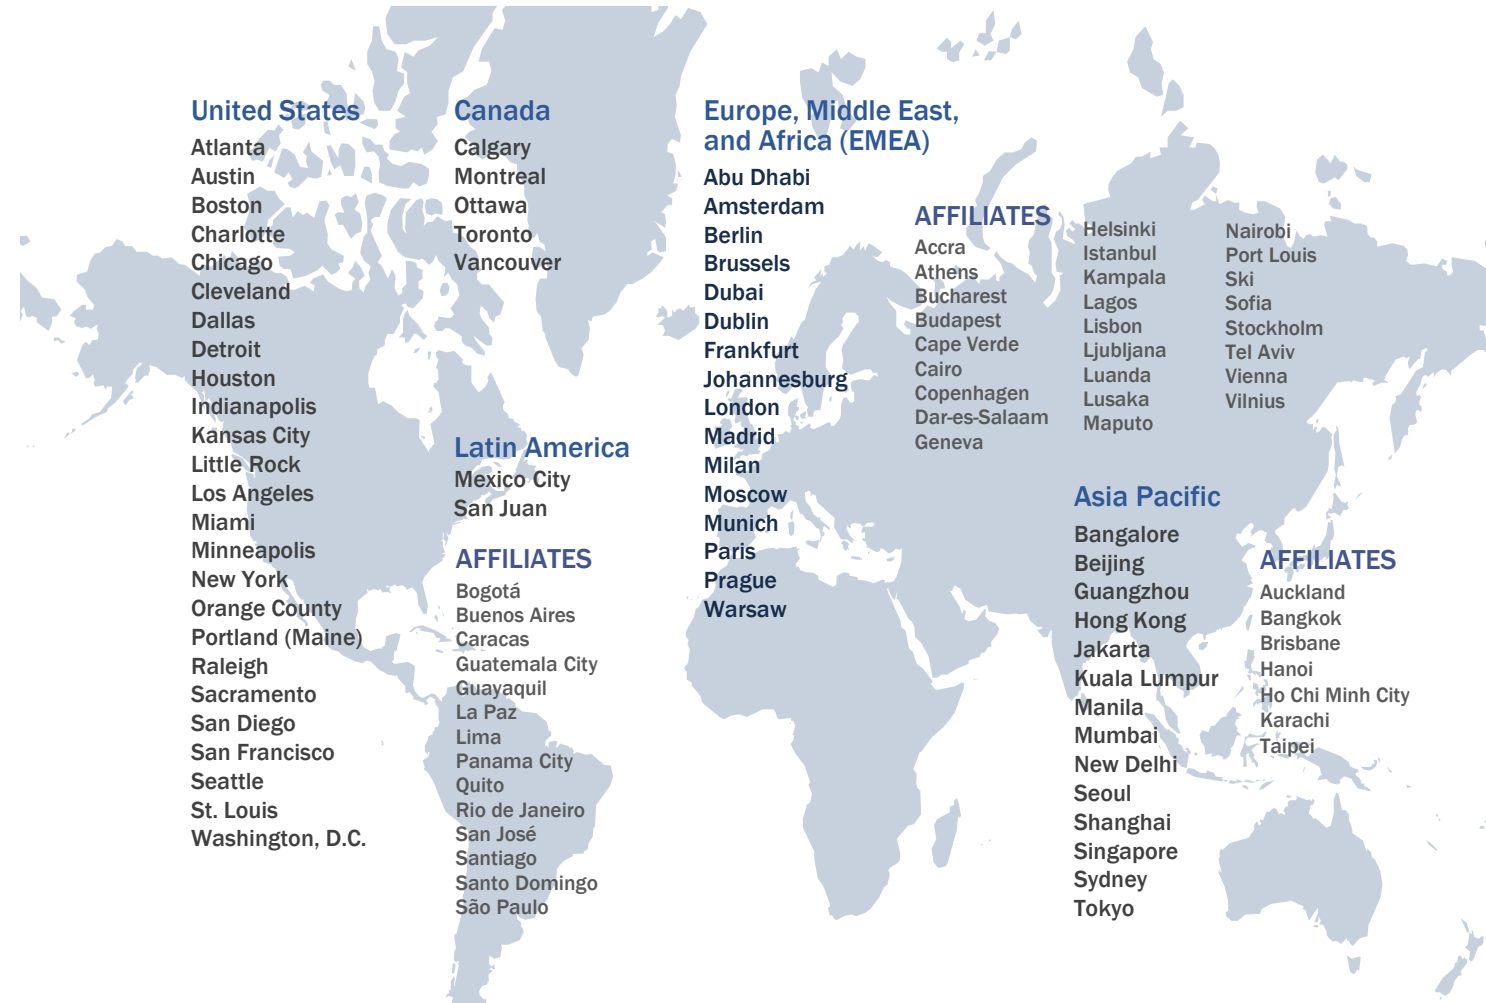 United States
Atlanta
Austin
Boston
Charlotte
Chicago
Cleveland
Dallas
Detroit
Houston
Indianapolis
Kansas City
Little Rock
Los Angeles
Miami
Minneapolis
New York
Orange County
Portland (Maine)
Raleigh
Sacramento
San Diego
San Francisco
Seattle
St. Louis
Washington, D.C.
Canada
Calgary
Montreal
Ottawa
Toronto
Vancouver
Latin America
Mexico City
San Juan
AFFILIATES
Bogotá
Buenos Aires
Caracas
Guatemala City
Guayaquil
La Paz
Lima
Panama City
Quito
Rio de Janeiro
San José
Santiago
Santo Domingo
São Paulo
Europe, Middle East,
and Africa (EMEA)
Abu Dhabi
Amsterdam
Berlin
Brussels
Dubai
Dublin
Frankfurt
Johannesburg
London
Madrid
Milan
Moscow
Munich
Paris
Prague
Warsaw
AFFILIATES
Accra
Athens
Bucharest
Budapest
Cape Verde
Cairo
Copenhagen
Dar-es-Salaam
Geneva
Helsinki
Istanbul
Kampala
Lagos
Lisbon
Ljubljana
Luanda
Lusaka
Maputo
Nairobi
Port Louis
Ski
Sofia
Stockholm
Tel Aviv
Vienna
Vilnius
Asia Pacific
Bangalore
Beijing
Guangzhou
Hong Kong
Jakarta
Kuala Lumpur
Manila
Mumbai
New Delhi
Seoul
Shanghai
Singapore
Sydney
Tokyo
AFFILIATES
Auckland
Bangkok
Brisbane
Hanoi
Ho Chi Minh City
Karachi
Taipei